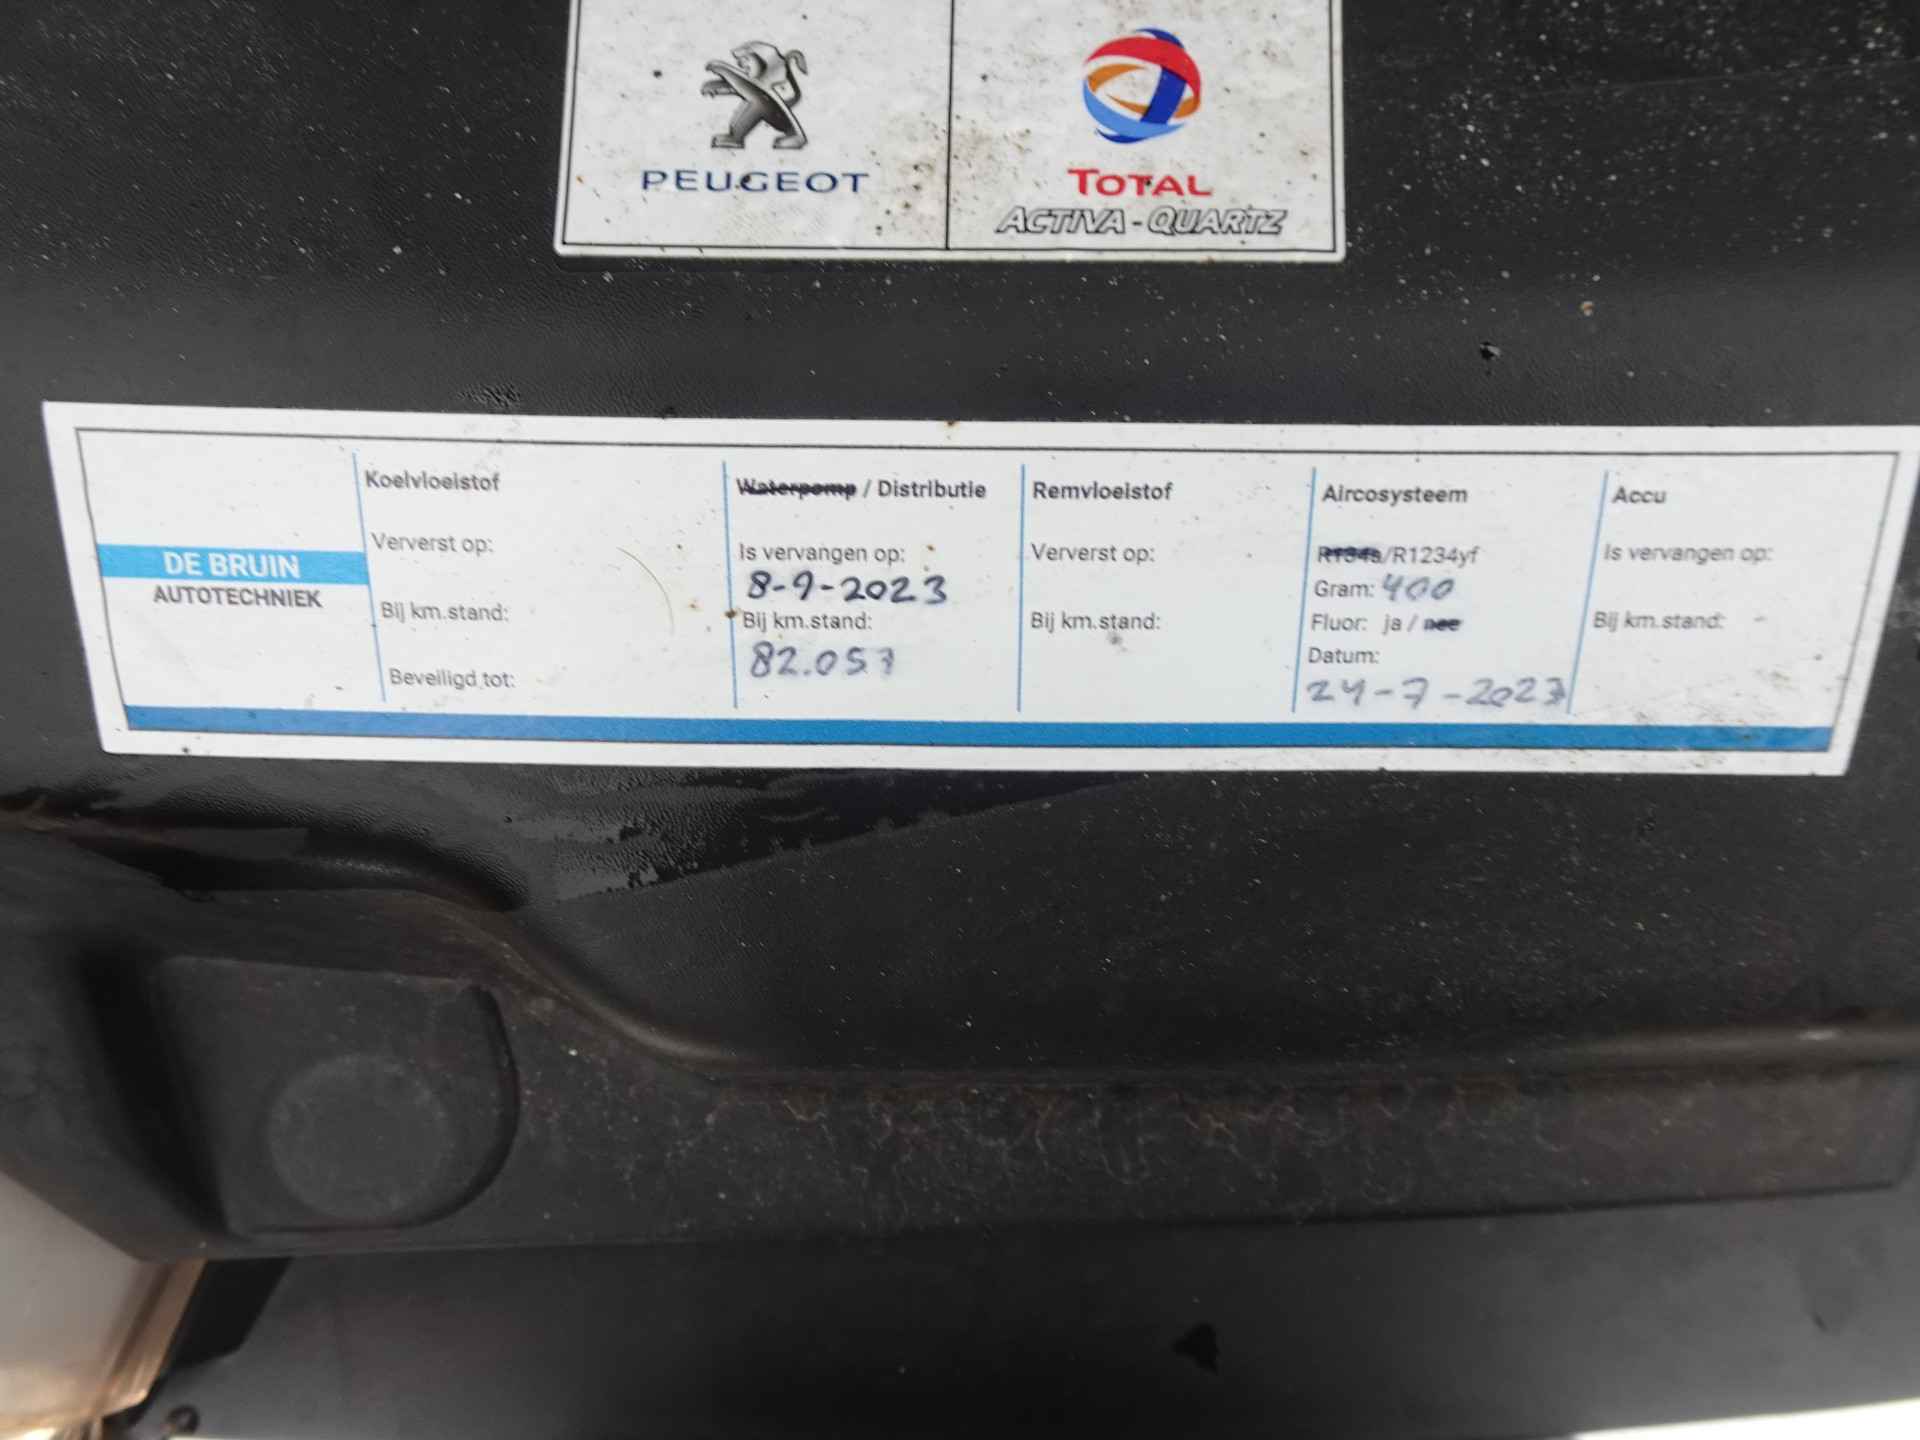 PEUGEOT
TOTAL
ACTIVA-QUARTZ
DE BRUIN
AUTOTECHNIEK
Koelvloeistof
Ververst op:
Bij km.stand:
Beveiligd tot:
Waterpomp / Distributie
Is vervangen op:
8-9-2023
Bij km.stand:
82.057
Remvloeistof
Ververst op:
Bij km.stand:
Aircosysteem
R134a/R1234yf
Gram: 400
Fluor: ja / nee
Datum:
24-7-2023
Accu
Is vervangen op:
Bij km.stand: